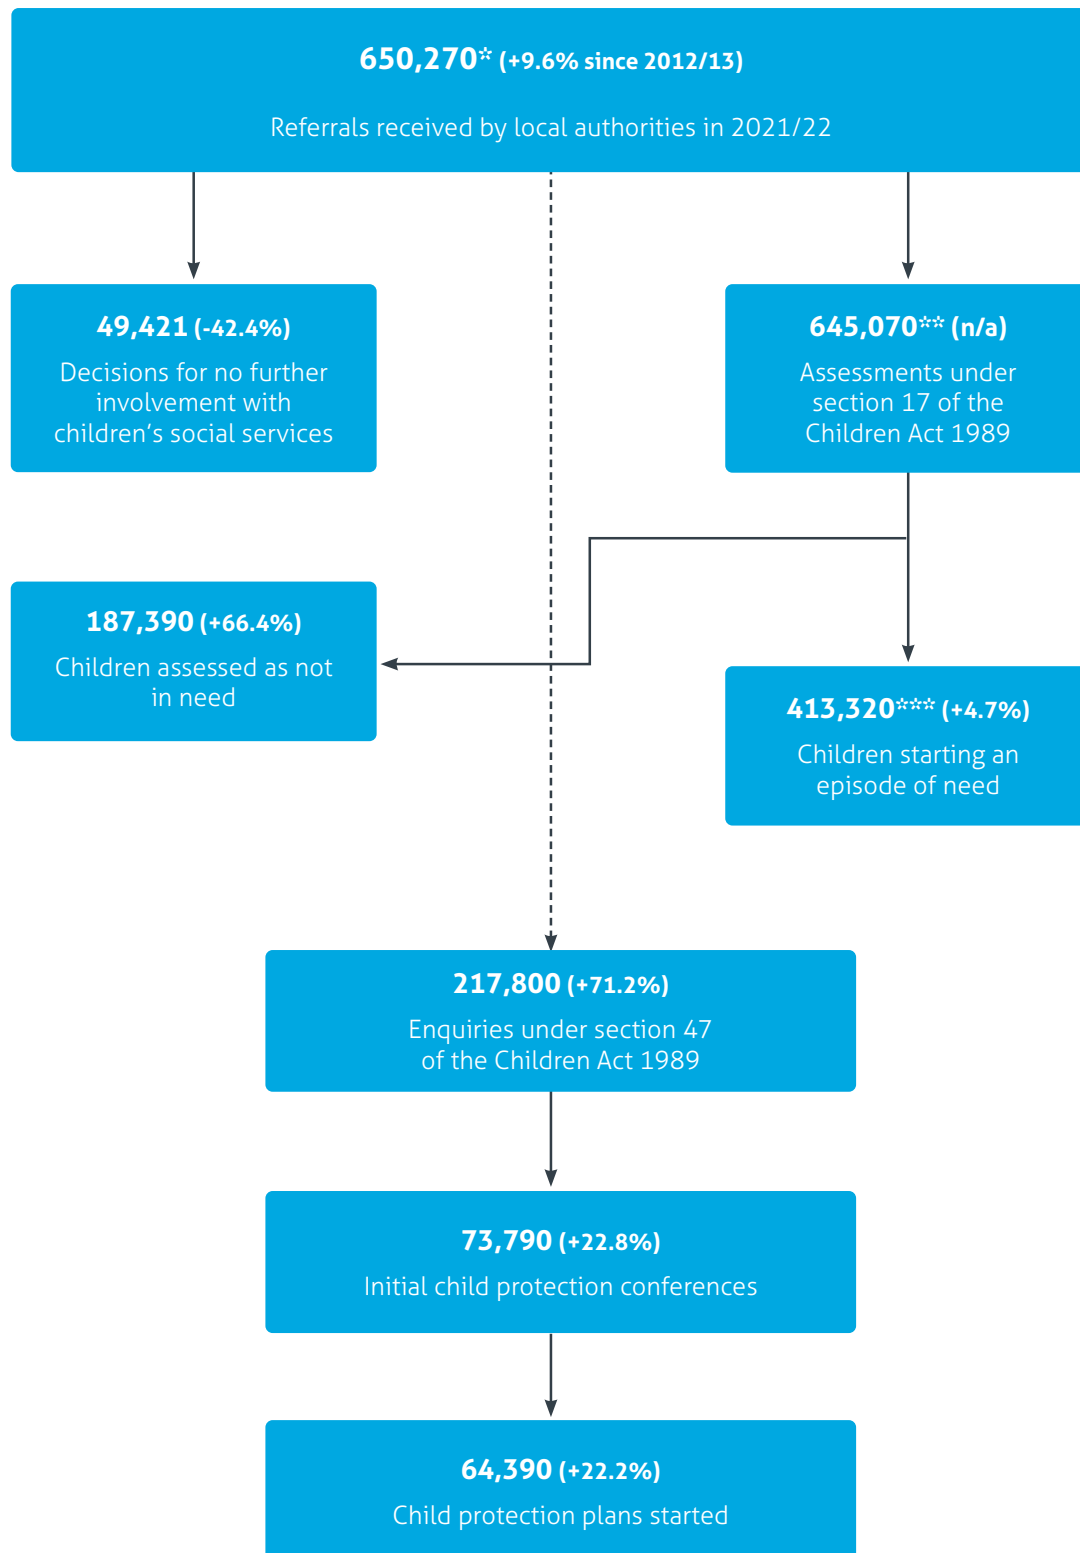 650,270* (+9.6% since 2012/13)
Referrals received by local authorities in 2021/22
49,421 (-42.4%)
Decisions for no further
involvement with
children's social services
645,070** (n/a)
Assessments under
section 17 of the
Children Act 1989
187,390 (+66.4%)
Children assessed as not
in need
413,320*** (+4.7%)
Children starting an
episode of need
217,800 (+71.2%)
Enquiries under section 47
of the Children Act 1989
73,790 (+22.8%)
Initial child protection conferences
64,390 (+22.2%)
Child protection plans started